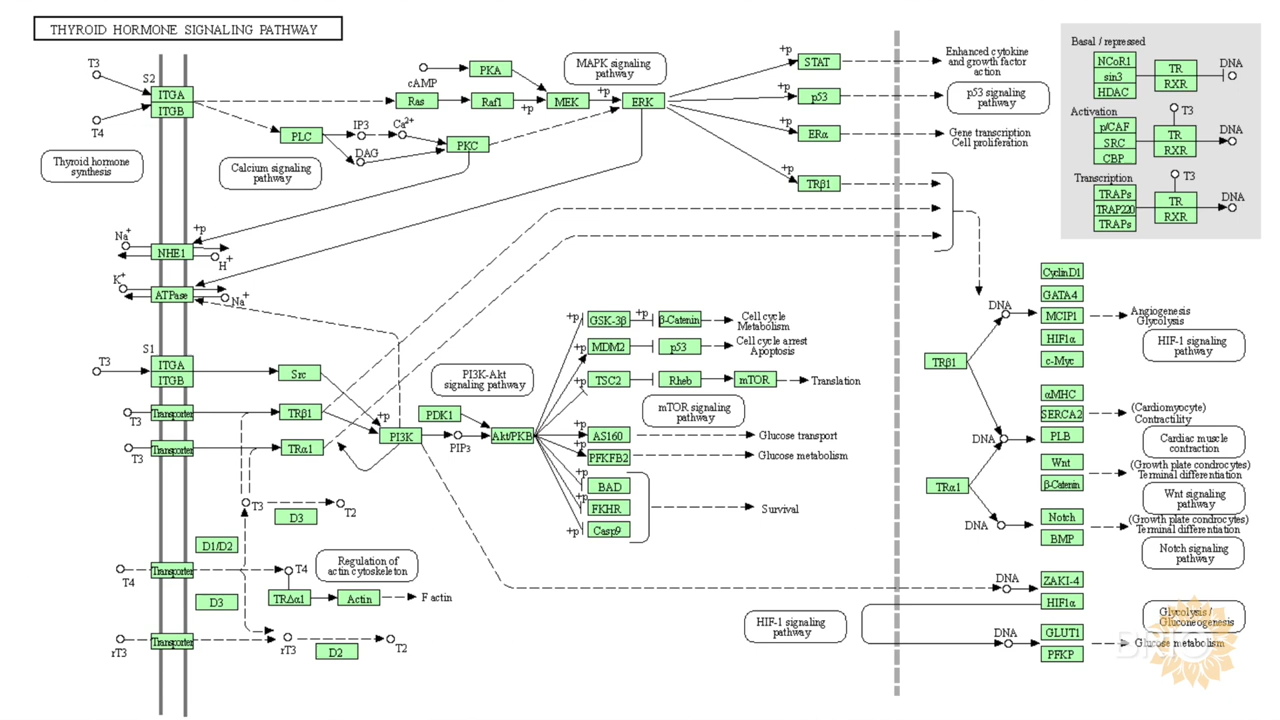 THYROID HORMONE SIGNALING PATHWAY
T3
T4
S2
ITGA
ITGB
Thyroid hormone
synthesis
cAMP
PKA
Ras
Raf1
+p
MEK
+p
ERK
MAPK signaling
pathway
PLC
IP3
Ca2+
DAG
PKC
Calcium signaling
pathway
+p
STAT
Enhanced cytokine
and growth factor
action
+p
p53
p53 signaling
pathway
+p
ERα
Gene transcription
Cell proliferation
+p
TRβ1
Basal / repressed
NCoR1
sin3
HDAC
TR
RXR
DNA
Activation
p/CAF
SRC
CBP
T3
TR
RXR
DNA
Transcription
TRAPs
TRAP220
TRAPs
T3
TR
RXR
DNA
Na+
+p
NHE1
H+
K+
ATPase
Na+
S1
T3
ITGA
ITGB
Src
Transporter
T3
TRβ1
Transporter
T3
TRα1
+p
PI3K
PIP3
PDK1
Akt/PKB
PI3K-Akt
signaling pathway
+p
GSK-3β
+p
β-Catenin
Cell cycle
Metabolism
MDM2
p53
Cell cycle arrest
Apoptosis
+p
TSC2
Rheb
mTOR
Translation
mTOR signaling
pathway
+p
AS160
Glucose transport
+p
PFKFB2
Glucose metabolism
+p
BAD
+p
FKHR
Survival
+p
Casp9
T3
T2
D3
D1/D2
Transporter
T4
T4
TRΔα1
Actin
F actin
Regulation of
actin cytoskeleton
D3
Transporter
rT3
rT3
T2
D2
TRβ1
TRα1
DNA
CyclinD1
GATA4
MCIP1
HIF1α
c-Myc
Angiogenesis
Glycolysis
HIF-1 signaling
pathway
DNA
αMHC
SERCA2
PLB
(Cardiomyocyte)
Contractility
Cardiac muscle
contraction
Wnt
β-Catenin
(Growth plate condrocytes)
Terminal differentiation
Wnt signaling
pathway
DNA
Notch
BMP
(Growth plate condrocytes)
Terminal differentiation
Notch signaling
pathway
DNA
ZAKI-4
HIF1α
HIF-1 signaling
pathway
Glycolysis /
Gluconeogenesis
DNA
GLUT1
PFKP
Glucose metabolism